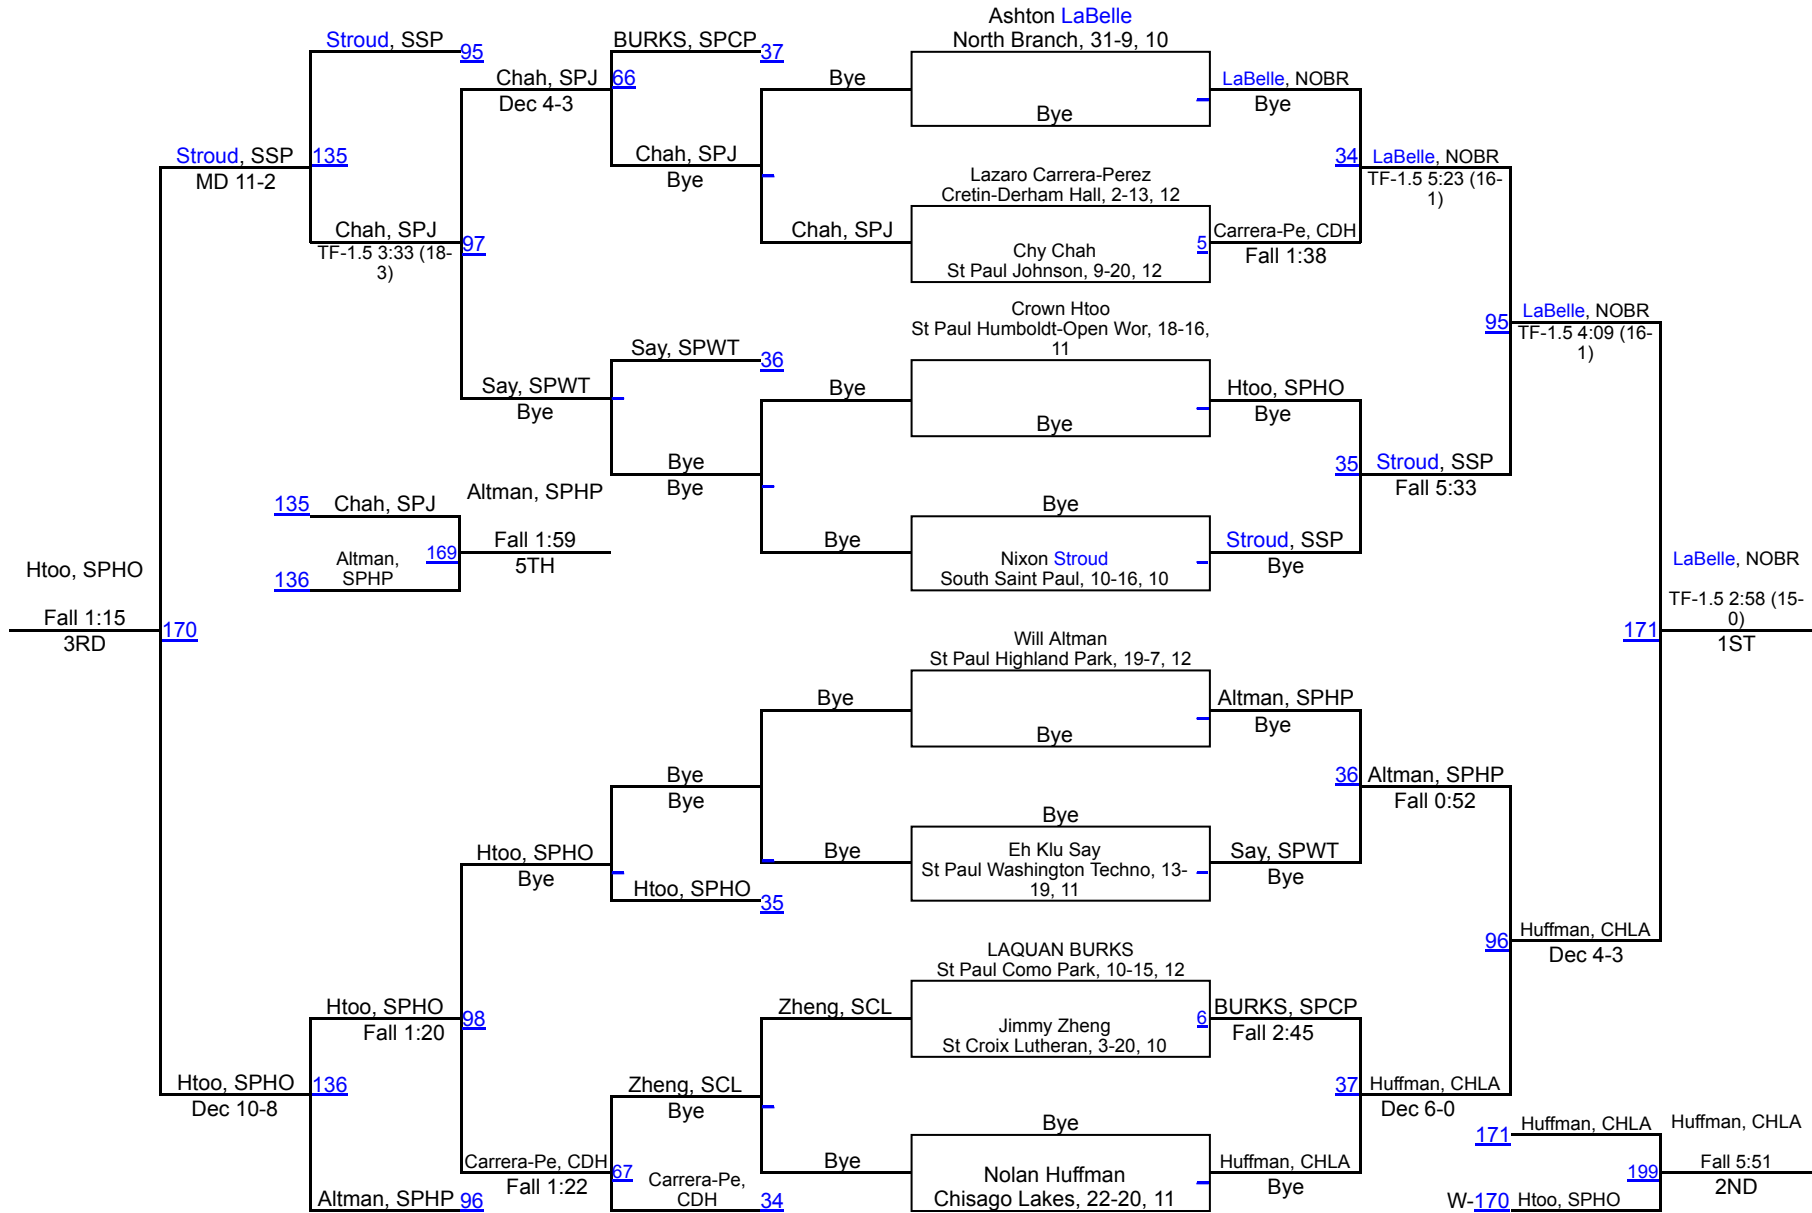 Ashton LaBelle
North Branch, 31-9, 10
Stroud, SSP
95
BURKS, SPCP
37
Chah, SPJ
66
Dec 4-3
Bye
Bye
LaBelle, NOBR
Bye
Stroud, SSP
135
MD 11-2
Chah, SPJ
Bye
34
LaBelle, NOBR
TF-1.5 5:23 (16-
1)
Lazaro Carrera-Perez
Cretin-Derham Hall, 2-13, 12
Chah, SPJ
97
TF-1.5 3:33 (18-
3)
Chah, SPJ
Chy Chah
St Paul Johnson, 9-20, 12
5
Carrera-Pe, CDH
Fall 1:38
Crown Htoo
St Paul Humboldt-Open Wor, 18-16,
11
95
LaBelle, NOBR
TF-1.5 4:09 (16-
1)
Say, SPWT
36
Say, SPWT
Bye
Bye
Bye
Htoo, SPHO
Bye
Bye
Bye
35
Stroud, SSP
Fall 5:33
135
Chah, SPJ
Altman, SPHP
Bye
136
Altman,
SPHP
169
Fall 1:59
5TH
Bye
Nixon Stroud
South Saint Paul, 10-16, 10
Stroud, SSP
Bye
Htoo, SPHO
Fall 1:15
3RD
170
LaBelle, NOBR
TF-1.5 2:58 (15-
0)
171
1ST
Will Altman
St Paul Highland Park, 19-7, 12
Bye
Bye
Altman, SPHP
Bye
Bye
Bye
36
Altman, SPHP
Fall 0:52
Bye
Htoo, SPHO
Bye
Bye
Eh Klu Say
St Paul Washington Techno, 13-
19, 11
Say, SPWT
Bye
Htoo, SPHO
35
96
Huffman, CHLA
Dec 4-3
LAQUAN BURKS
St Paul Como Park, 10-15, 12
Htoo, SPHO
98
Fall 1:20
Zheng, SCL
Jimmy Zheng
St Croix Lutheran, 3-20, 10
6
BURKS, SPCP
Fall 2:45
Htoo, SPHO
136
Dec 10-8
Zheng, SCL
Bye
37
Huffman, CHLA
Dec 6-0
Bye
171
Huffman, CHLA
Huffman, CHLA
Carrera-Pe, CDH
67
Fall 1:22
Carrera-Pe,
CDH
34
Bye
Nolan Huffman
Chisago Lakes, 22-20, 11
Huffman, CHLA
Bye
199
Fall 5:51
2ND
Altman, SPHP
96
W-170
Htoo, SPHO